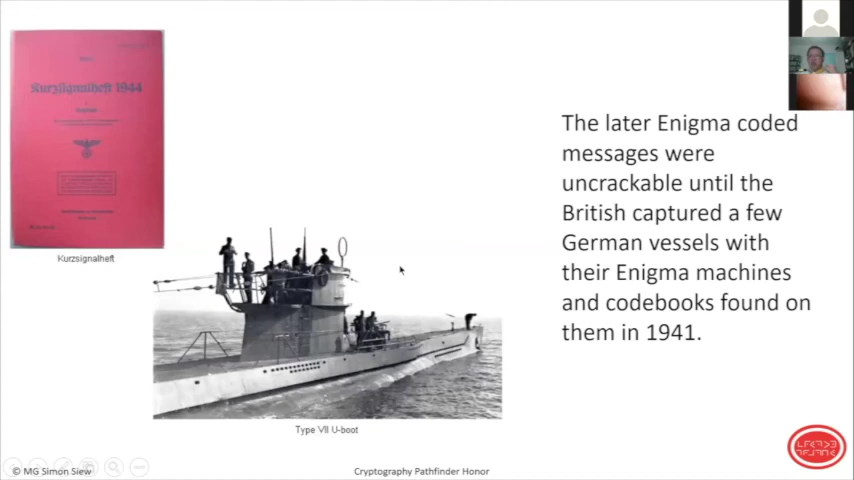 Kurzsignalheft 1944
Kurzsignalheft
The later Enigma coded
messages were
uncrackable until the
British captured a few
German vessels with
their Enigma machines
and codebooks found on
them in 1941.
Type VII U-boot
© MG Simon Siew
Cryptography Pathfinder Honor